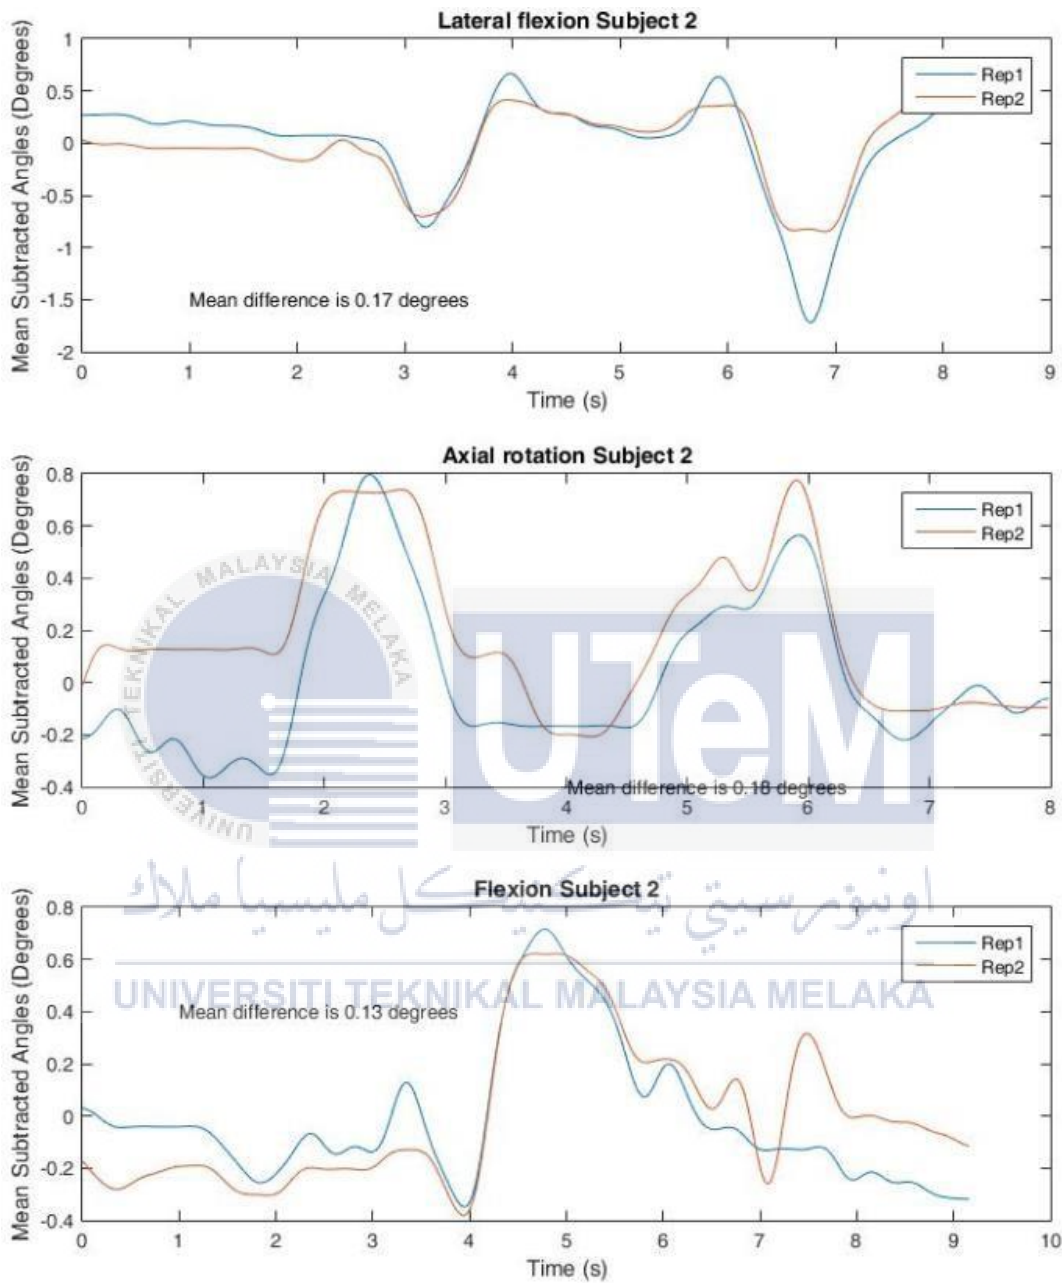 Lateral flexion Subject 2
Mean Subtracted Angles (Degrees)
1
0.5
0
-0.5
-1
-1.5
-2
Rep1
Rep2
Mean difference is 0.17 degrees
0 1 2 3 4 5 6 7 8 9
Time (s)
Axial rotation Subject 2
Mean Subtracted Angles (Degrees)
0.8
0.6
0.4
0.2
0
-0.2
-0.4
Rep1
Rep2
UNIVERSITI TEKNIKAL MALAYSIA MELAKA
UTeM
Mean difference is 0.18 degrees
0 1 2 3 4 5 6 7 8
Time (s)
Flexion Subject 2
اونيۏرسيتي تيكنيكل مليسيا ملاك
Mean Subtracted Angles (Degrees)
0.8
0.6
0.4
0.2
0
-0.2
-0.4
Rep1
Rep2
UNIVERSITI TEKNIKAL MALAYSIA MELAKA
Mean difference is 0.13 degrees
0 1 2 3 4 5 6 7 8 9 10
Time (s)